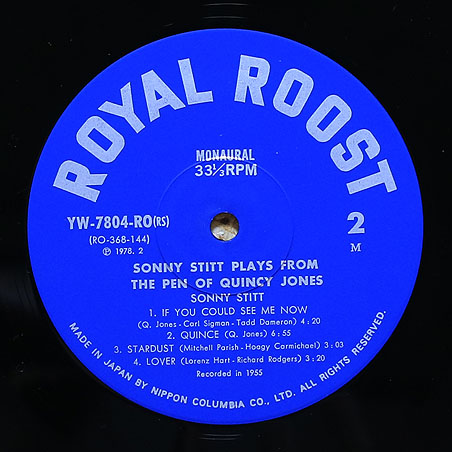 ROYAL ROOST
MONAURAL
33⅓RPM
YW-7804-RO(RS)
(RO-368-144)
Ⓟ 1978. 2
2
M
SONNY STITT PLAYS FROM
THE PEN OF QUINCY JONES
SONNY STITT
1. IF YOU COULD SEE ME NOW
(Q. Jones - Carl Sigman - Tadd Dameron) 4 : 20
2. QUINCE (Q. Jones) 6 : 55
3. STARDUST (Mitchell Parish - Hoagy Carmichael) 3 : 03
4. LOVER (Lorenz Hart - Richard Rodgers) 3 : 20
Recorded in 1955
MADE IN JAPAN BY NIPPON COLUMBIA CO., LTD. ALL RIGHTS RESERVED.